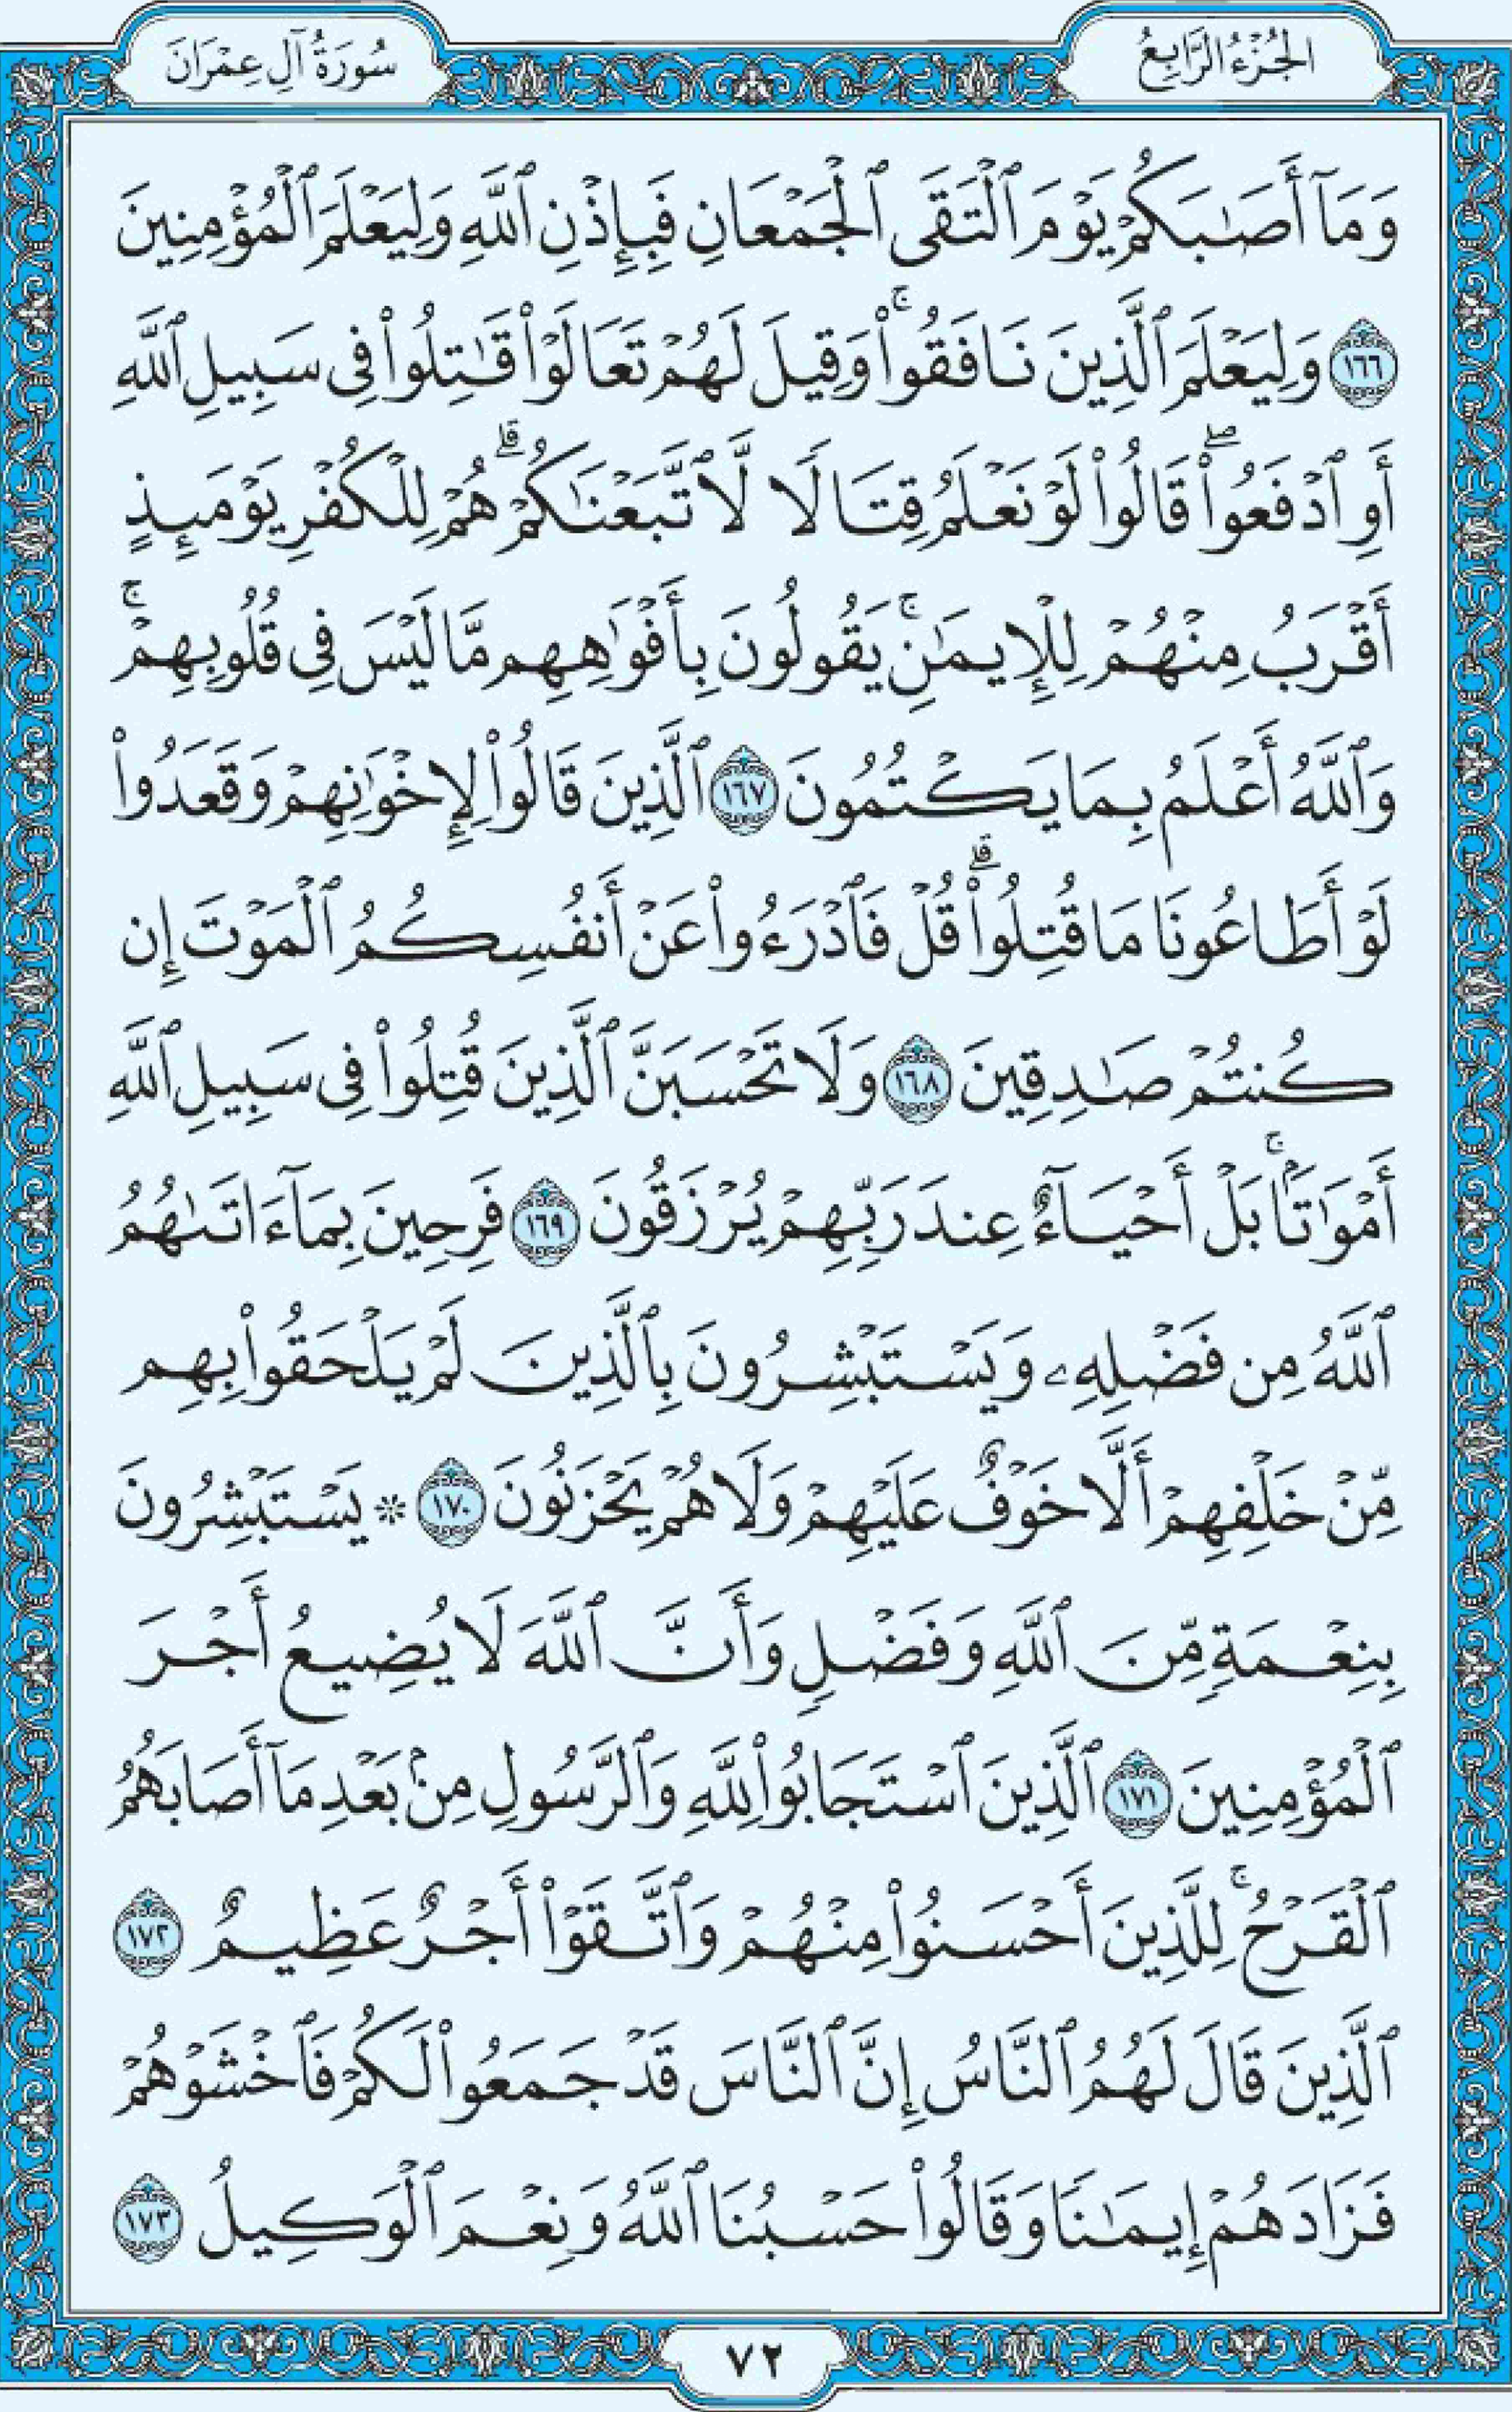 الجُزْءُ الرَّابِعُ
سُورَةُ آلِ عِمْرَانَ
وَمَآ أَصَٰبَكُمْ يَوْمَ ٱلْتَقَى ٱلْجَمْعَانِ فَبِإِذْنِ ٱللَّهِ وَلِيَعْلَمَ ٱلْمُؤْمِنِينَ
١٦٦ وَلِيَعْلَمَ ٱلَّذِينَ نَافَقُوا۟ ۚ وَقِيلَ لَهُمْ تَعَالَوْا۟ قَٰتِلُوا۟ فِى سَبِيلِ ٱللَّهِ
أَوِ ٱدْفَعُوا۟ ۖ قَالُوا۟ لَوْ نَعْلَمُ قِتَالًا لَّٱتَّبَعْنَٰكُمْ ۗ هُمْ لِلْكُفْرِ يَوْمَئِذٍ
أَقْرَبُ مِنْهُمْ لِلْإِيمَٰنِ ۚ يَقُولُونَ بِأَفْوَٰهِهِم مَّا لَيْسَ فِى قُلُوبِهِمْ ۚ
وَٱللَّهُ أَعْلَمُ بِمَا يَكْتُمُونَ ١٦٧ ٱلَّذِينَ قَالُوا۟ لِإِخْوَٰنِهِمْ وَقَعَدُوا۟
لَوْ أَطَاعُونَا مَا قُتِلُوا۟ ۗ قُلْ فَٱدْرَءُوا۟ عَنْ أَنفُسِكُمُ ٱلْمَوْتَ إِن
كُنتُمْ صَٰدِقِينَ ١٦٨ وَلَا تَحْسَبَنَّ ٱلَّذِينَ قُتِلُوا۟ فِى سَبِيلِ ٱللَّهِ
أَمْوَٰتًۢا ۚ بَلْ أَحْيَآءٌ عِندَ رَبِّهِمْ يُرْزَقُونَ ١٦٩ فَرِحِينَ بِمَآ ءَاتَىٰهُمُ
ٱللَّهُ مِن فَضْلِهِۦ وَيَسْتَبْشِرُونَ بِٱلَّذِينَ لَمْ يَلْحَقُوا۟ بِهِم
مِّنْ خَلْفِهِمْ أَلَّا خَوْفٌ عَلَيْهِمْ وَلَا هُمْ يَحْزَنُونَ ١٧٠ * يَسْتَبْشِرُونَ
بِنِعْمَةٍ مِّنَ ٱللَّهِ وَفَضْلٍ وَأَنَّ ٱللَّهَ لَا يُضِيعُ أَجْرَ
ٱلْمُؤْمِنِينَ ١٧١ ٱلَّذِينَ ٱسْتَجَابُوا۟ لِلَّهِ وَٱلرَّسُولِ مِنۢ بَعْدِ مَآ أَصَابَهُمُ
ٱلْقَرْحُ ۚ لِلَّذِينَ أَحْسَنُوا۟ مِنْهُمْ وَٱتَّقَوْا۟ أَجْرٌ عَظِيمٌ ١٧٢
ٱلَّذِينَ قَالَ لَهُمُ ٱلنَّاسُ إِنَّ ٱلنَّاسَ قَدْ جَمَعُوا۟ لَكُمْ فَٱخْشَوْهُمْ
فَزَادَهُمْ إِيمَٰنًا وَقَالُوا۟ حَسْبُنَا ٱللَّهُ وَنِعْمَ ٱلْوَكِيلُ ١٧٣
٧٢